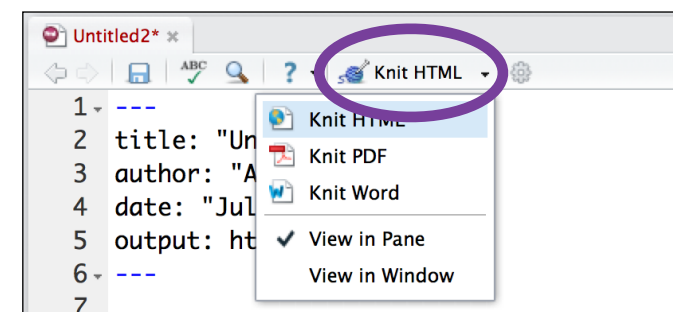 Untitled2*
ABC
? Knit HTML
1 ---
2 title: "Un
3 author: "A
4 date: "Jul
5 output: ht
6 ---
7
Knit HTML
Knit PDF
Knit Word
View in Pane
View in Window